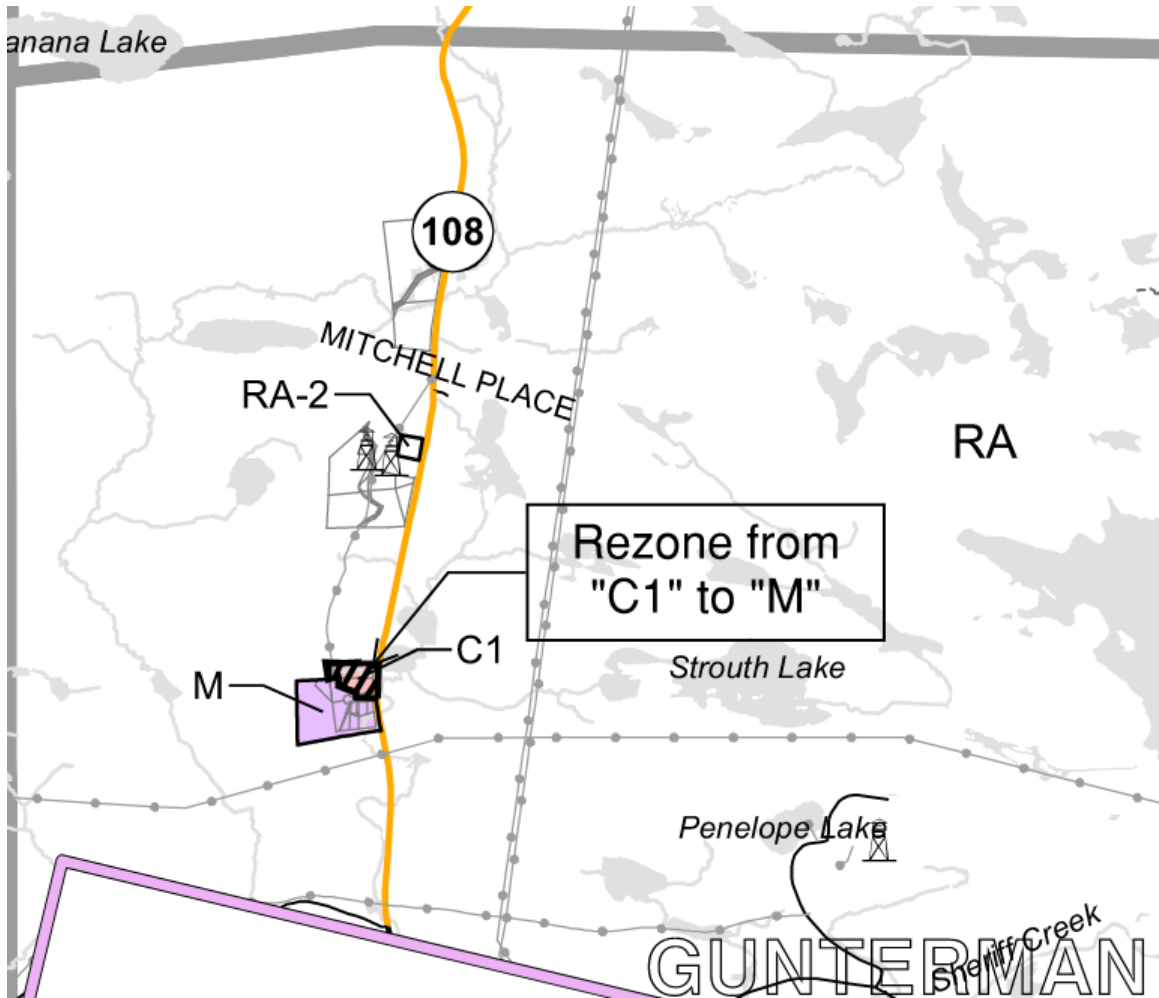 anana Lake
108
MITCHELL PLACE
RA-2
RA
Rezone from
"C1" to "M"
C1
Strouth Lake
M
Penelope Lake
Sheriff Creek
GUNTERMAN